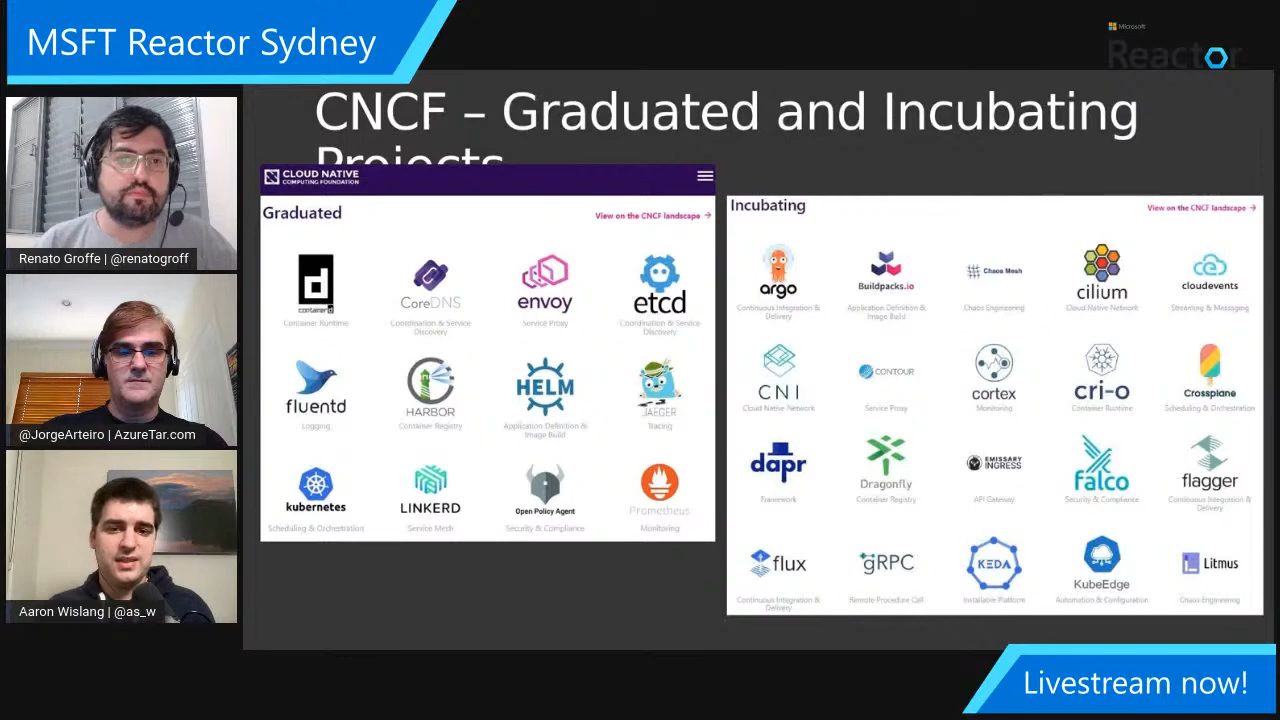 MSFT Reactor Sydney
Microsoft
Reactor
Renato Groffe | @renatogroff
@JorgeArteiro | AzureTar.com
Aaron Wislang | @as_w
CNCF – Graduated and Incubating
Projects
CLOUD NATIVE
COMPUTING FOUNDATION
Graduated
View on the CNCF landscape →
containerd
CoreDNS
envoy
etcd
Container Runtime
Coordination & Service
Discovery
Service Proxy
Coordination & Service
Discovery
fluentd
HARBOR
HELM
JAEGER
Logging
Container Registry
Application Definition &
Image Build
Tracing
kubernetes
LINKERD
Open Policy Agent
Prometheus
Scheduling & Orchestration
Service Mesh
Security & Compliance
Monitoring
Incubating
View on the CNCF landscape →
argo
Buildpacks.io
Chaos Mesh
cilium
cloudevents
Continuous Integration &
Delivery
Application Definition &
Image Build
Chaos Engineering
Cloud Native Network
Streaming & Messaging
CNI
CONTOUR
cortex
cri-o
Crossplane
Cloud Native Network
Service Proxy
Monitoring
Container Runtime
Scheduling & Orchestration
dapr
Dragonfly
EMISSARY
INGRESS
falco
flagger
Framework
Container Registry
API Gateway
Security & Compliance
Continuous Integration &
Delivery
flux
gRPC
KEDA
KubeEdge
Litmus
Continuous Integration &
Delivery
Remote Procedure Call
Installable Platform
Automation & Configuration
Chaos Engineering
Livestream now!